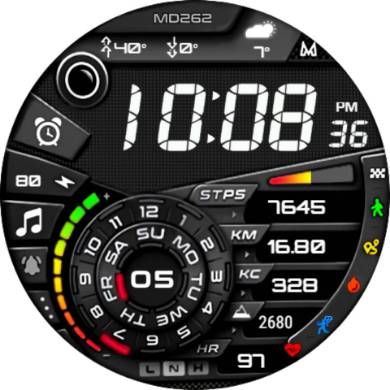 MD262
40° 0° 7°
10:08 PM 36
80
STPS 7645
KM 16.80
KC 328
2680
HR 97
12 1 2 3 4 5 6 7 8 9 10 11
SU MO TU WE TH FR SA
05
L N H